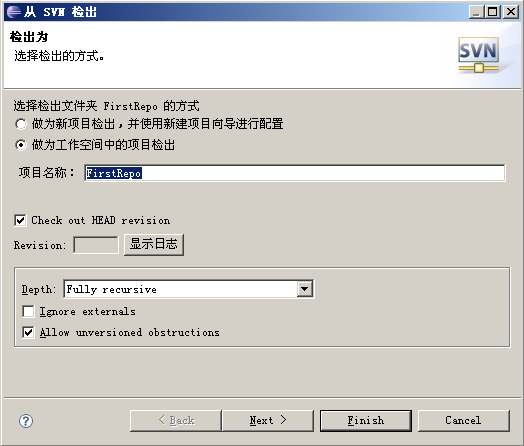 从 SVN 检出
检出为
选择检出的方式。
SVN
选择检出文件夹 FirstRepo 的方式
做为新项目检出，并使用新建项目向导进行配置
做为工作空间中的项目检出
项目名称： FirstRepo
Check out HEAD revision
Revision: 显示日志
Depth: Fully recursive
Ignore externals
Allow unversioned obstructions
? < Back Next > Finish Cancel